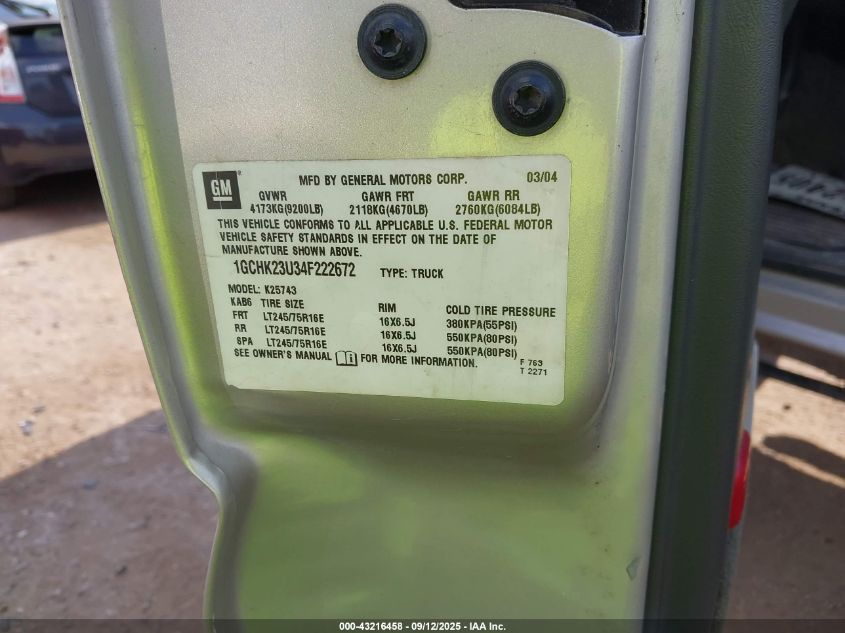 GM
MFD BY GENERAL MOTORS CORP. 03/04
GVWR GAWR FRT GAWR RR
4173KG(9200LB) 2118KG(4670LB) 2760KG(6084LB)
THIS VEHICLE CONFORMS TO ALL APPLICABLE U.S. FEDERAL MOTOR
VEHICLE SAFETY STANDARDS IN EFFECT ON THE DATE OF
MANUFACTURE SHOWN ABOVE.
1GCHK23U34F222672 TYPE: TRUCK
MODEL: K25743
KAB6 TIRE SIZE RIM COLD TIRE PRESSURE
FRT LT245/75R16E 16X6.5J 380KPA(55PSI)
RR LT245/75R16E 16X6.5J 550KPA(80PSI)
SPA LT245/75R16E 16X6.5J 550KPA(80PSI)
SEE OWNER'S MANUAL FOR MORE INFORMATION.
F 763
T 2271
000-43216458 - 09/12/2025 - IAA Inc.